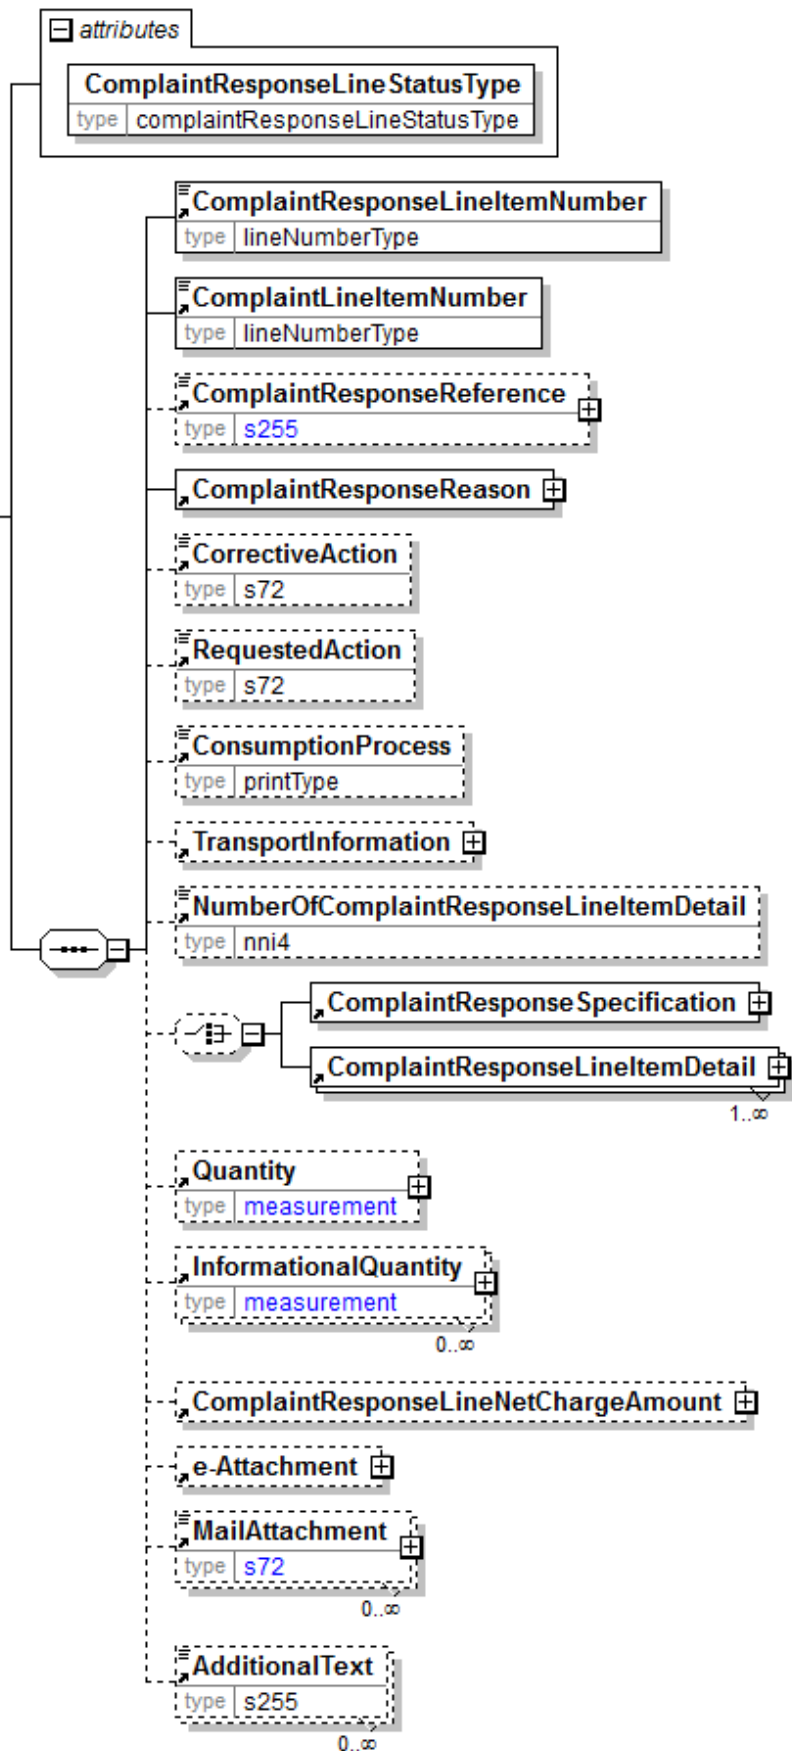 attributes
ComplaintResponseLineStatusType
type complaintResponseLineStatusType
ComplaintResponseLineItemNumber
type lineNumberType
ComplaintLineItemNumber
type lineNumberType
ComplaintResponseReference
type s255
ComplaintResponseReason
CorrectiveAction
type s72
RequestedAction
type s72
ConsumptionProcess
type printType
TransportInformation
NumberOfComplaintResponseLineItemDetail
type nni4
ComplaintResponseSpecification
ComplaintResponseLineItemDetail
1..∞
Quantity
type measurement
InformationalQuantity
type measurement
0..∞
ComplaintResponseLineNetChargeAmount
e-Attachment
MailAttachment
type s72
0..∞
AdditionalText
type s255
0..∞